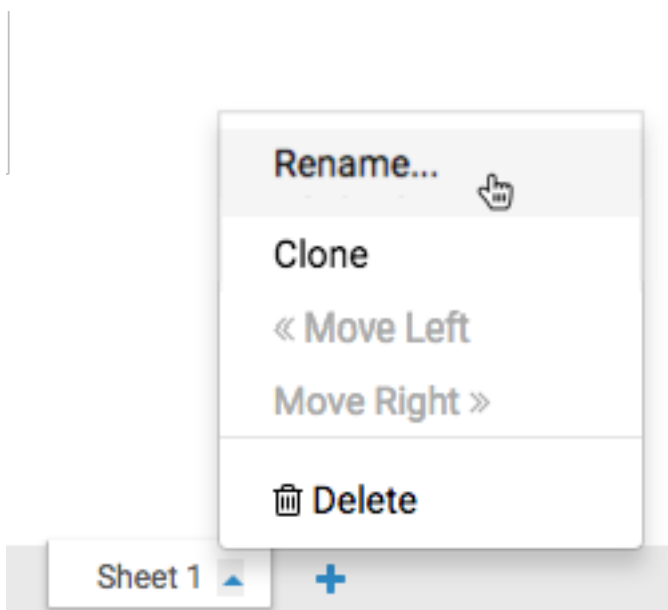 Rename...
Clone
« Move Left
Move Right »
Delete
Sheet 1